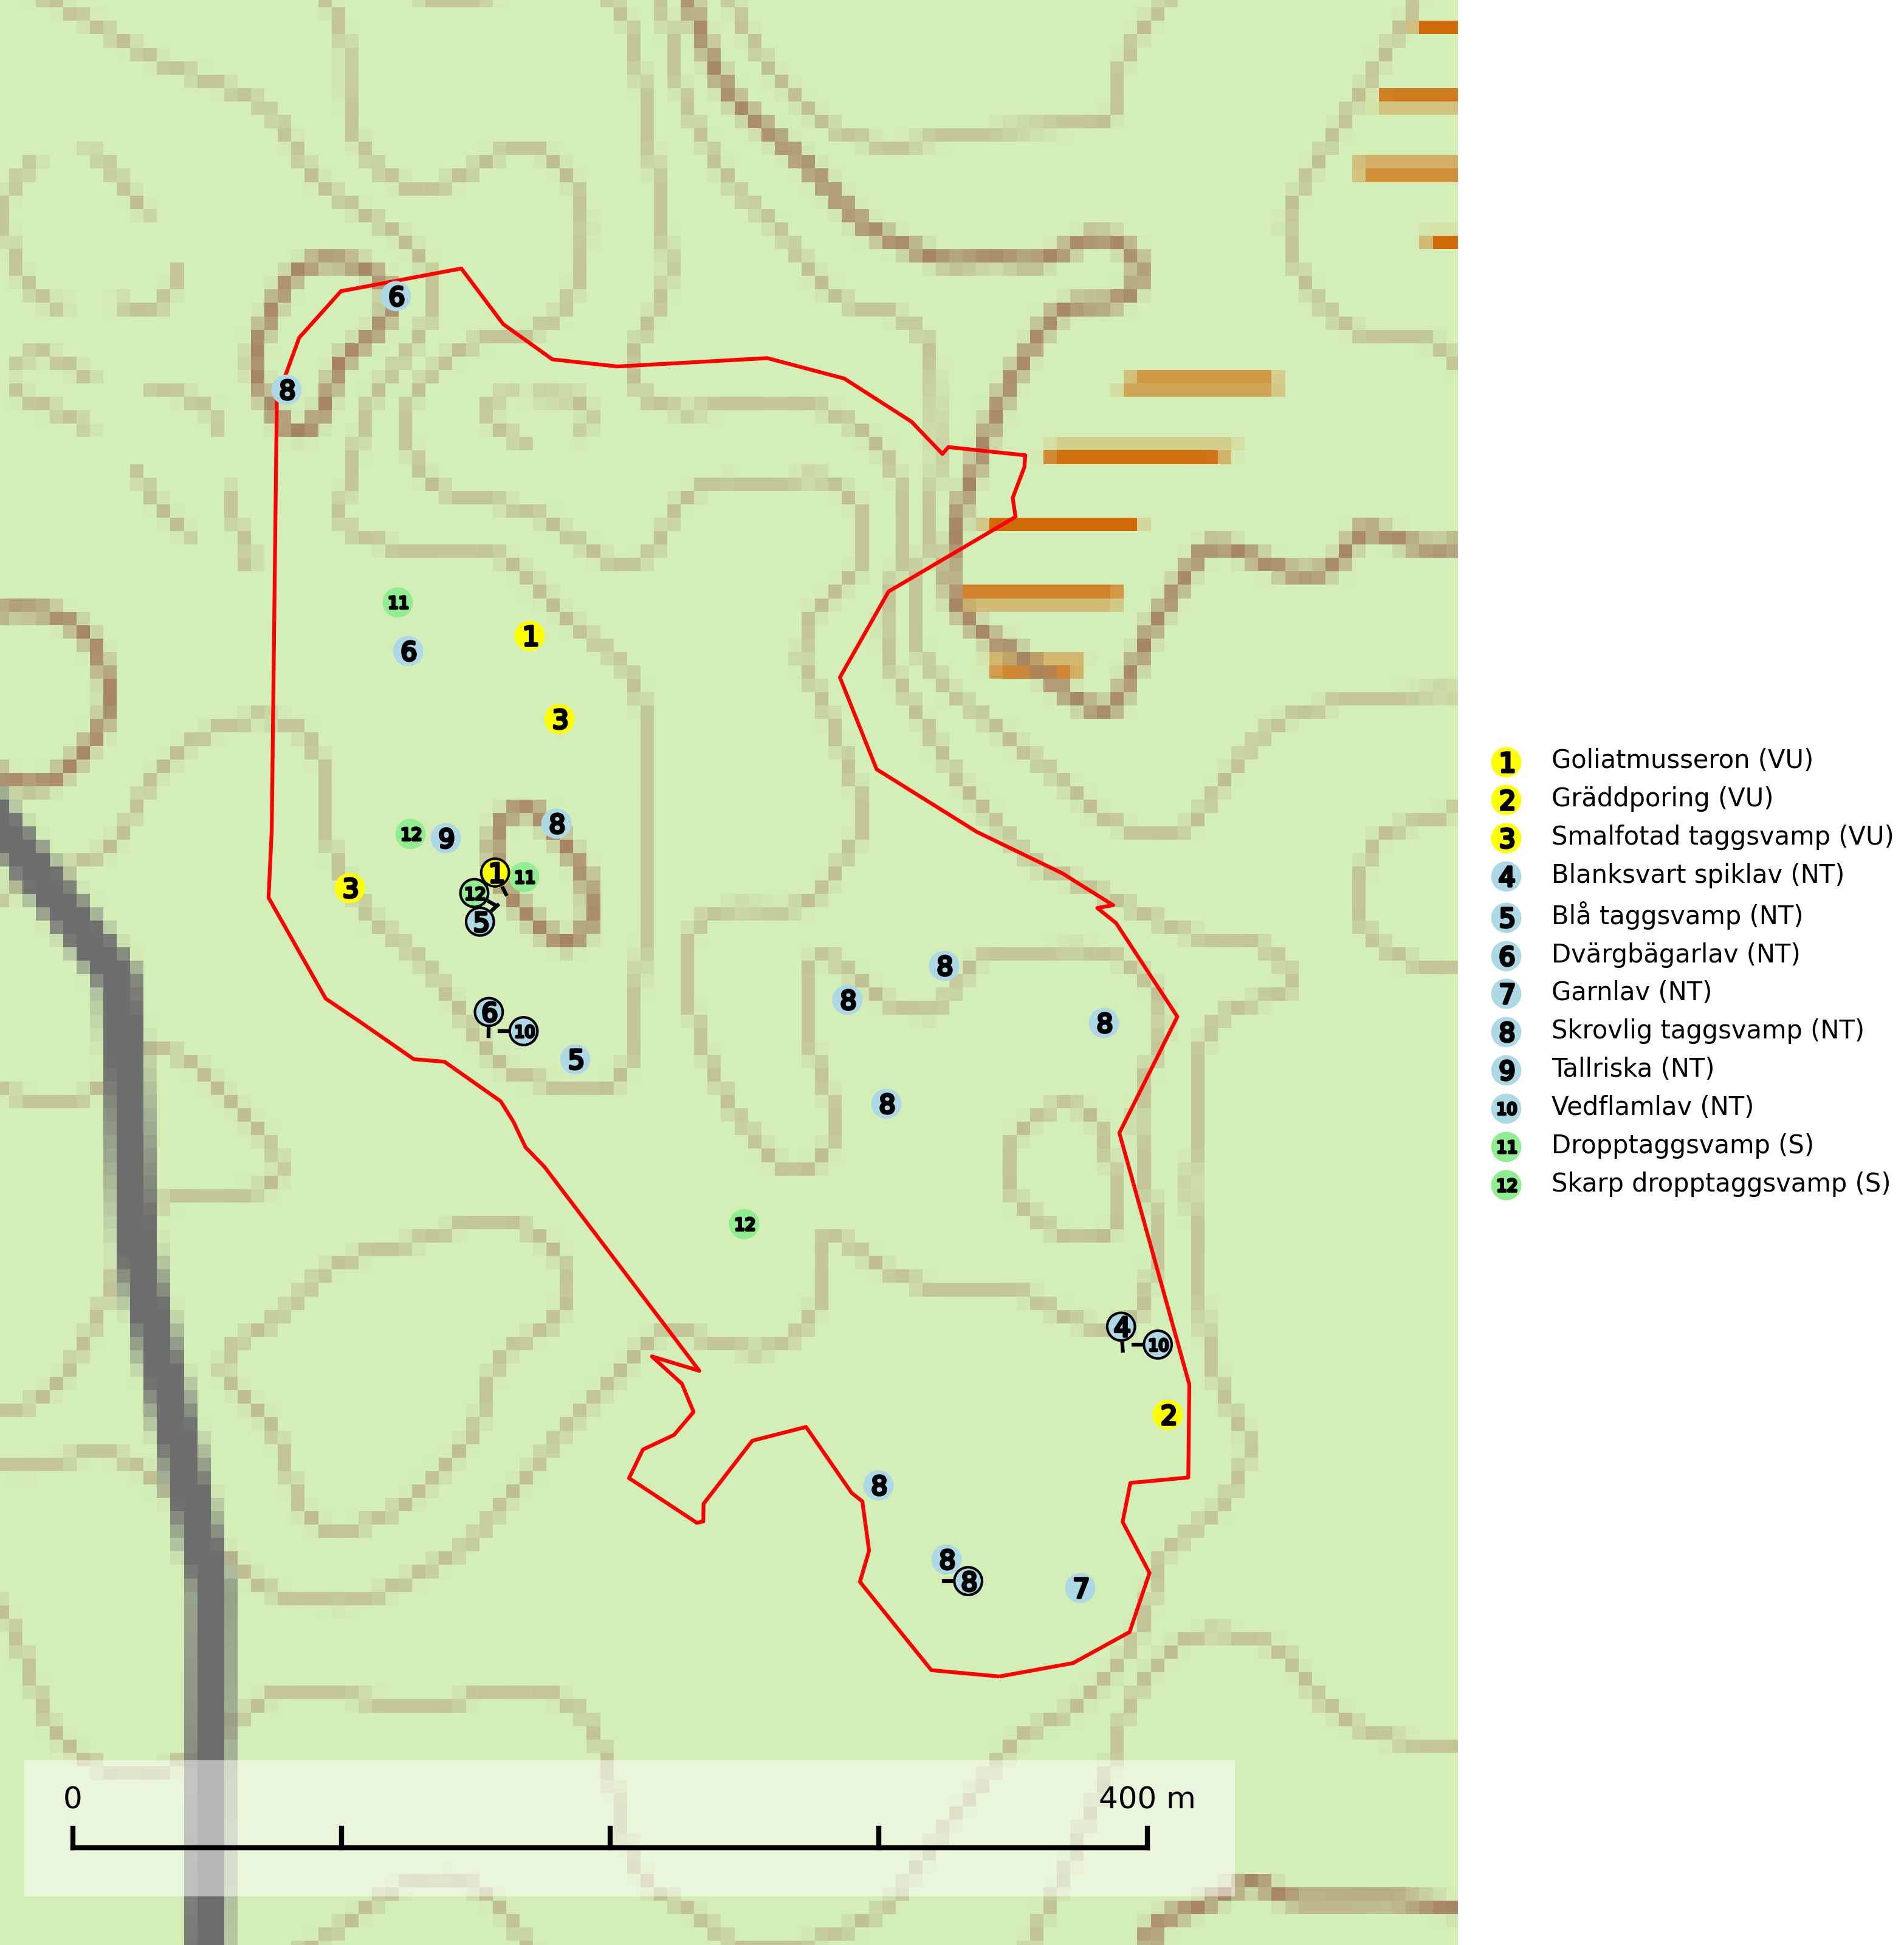 6
8
11
1
6
3
8
12
9
1
11
3
12
5
8
8
6
8
10
5
8
12
4
10
2
8
8
8
7
0
400 m
1 Goliatmusseron (VU)
2 Gräddporing (VU)
3 Smalfotad taggsvamp (VU)
4 Blanksvart spiklav (NT)
5 Blå taggsvamp (NT)
6 Dvärgbägarlav (NT)
7 Garnlav (NT)
8 Skrovlig taggsvamp (NT)
9 Tallriska (NT)
10 Vedflamlav (NT)
11 Dropptaggsvamp (S)
12 Skarp dropptaggsvamp (S)